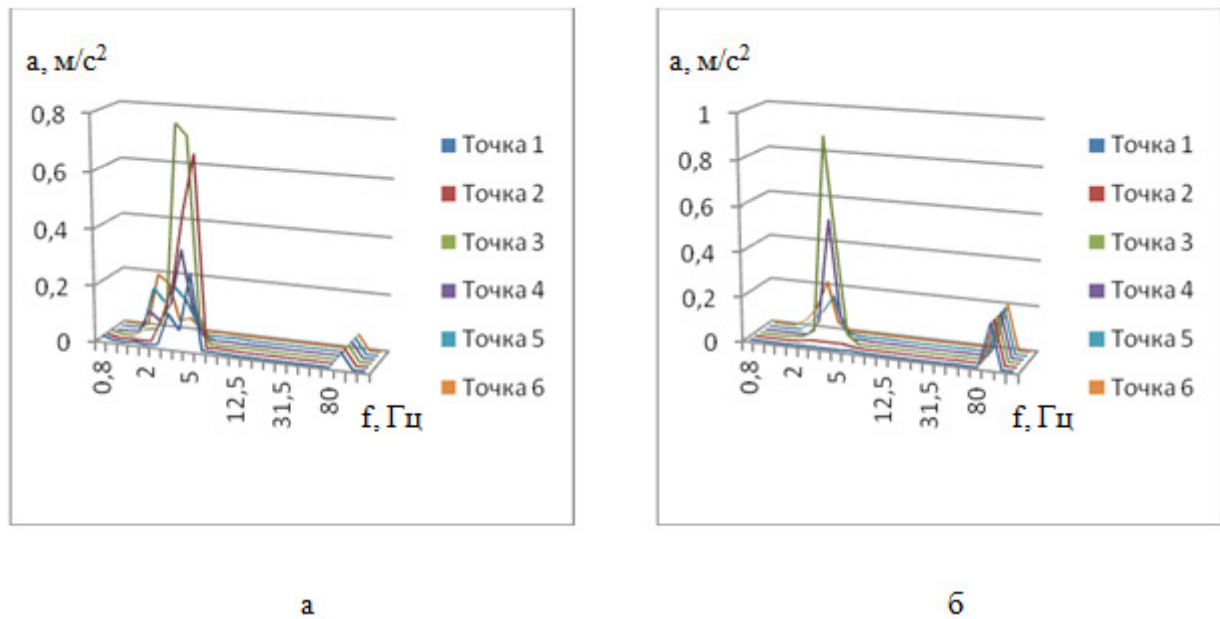 а, м/с²
0,8
0,6
0,4
0,2
0
0,8
2
5
12,5
31,5
80
f, Гц
Точка 1
Точка 2
Точка 3
Точка 4
Точка 5
Точка 6
а
а, м/с²
1
0,8
0,6
0,4
0,2
0
0,8
2
5
12,5
31,5
80
f, Гц
Точка 1
Точка 2
Точка 3
Точка 4
Точка 5
Точка 6
б